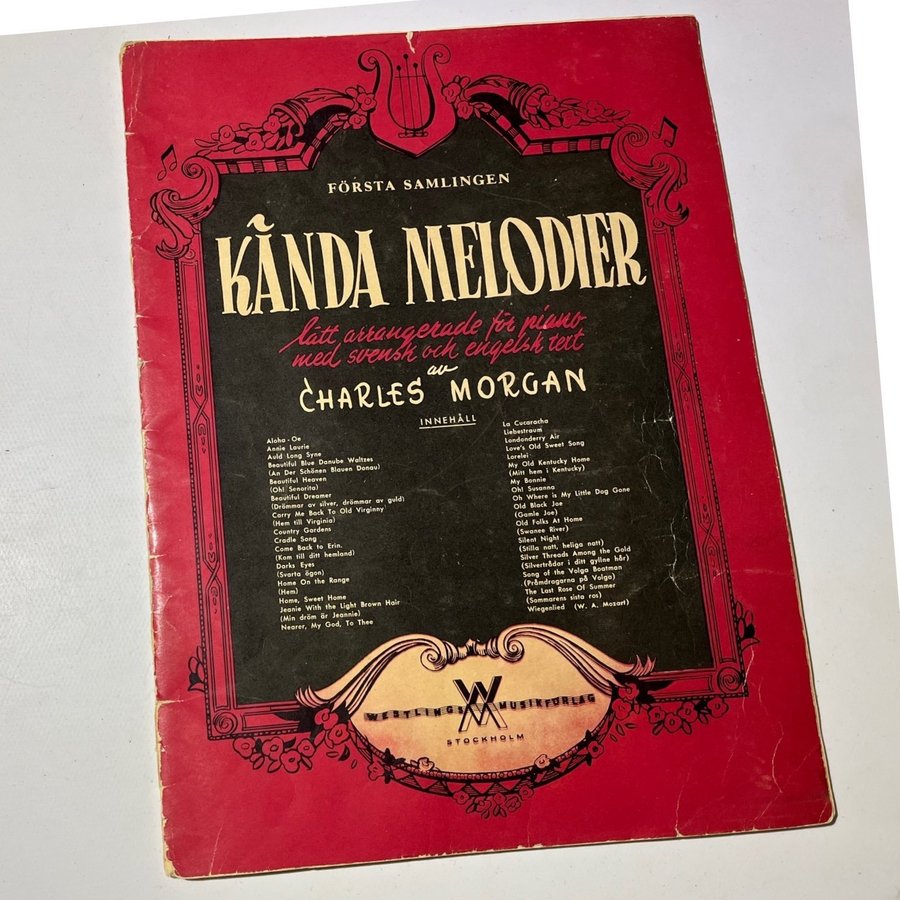 FÖRSTA SAMLINGEN
KÄNDA MELODIER
lätt arrangerade för piano
med svensk och engelsk text
av
CHARLES MORGAN
INNEHÅLL
Aloha - Oe
Annie Laurie
Auld Long Syne
Beautiful Blue Danube Waltzes
(An Der Schönen Blauen Donau)
Beautiful Heaven
(Oh! Senorita)
Beautiful Dreamer
(Drömmar av silver, drömmar av guld)
Carry Me Back To Old Virginny
(Hem till Virginia)
Country Gardens
Cradle Song
Come Back to Erin.
(Kom till ditt hemland)
Darks Eyes
(Svarta ögon)
Home On the Range
(Hem)
Home, Sweet Home
Jeanie With the Light Brown Hair
(Min dröm är Jeannie)
Nearer, My God, To Thee
La Cucaracha
Liebestraum
Londonderry Air
Love's Old Sweet Song
Lorelei
My Old Kentucky Home
(Mitt hem i Kentucky)
My Bonnie
Oh! Susanna
Oh Where is My Little Dog Gone
Old Black Joe
(Gamle Joe)
Old Folks At Home
(Swanee River)
Silent Night
(Stilla natt, heliga natt)
Silver Threads Among the Gold
(Silvertrådar i ditt gyllne hår)
Song of the Volga Boatman
(Pråmdragarna på Volga)
The Last Rose Of Summer
(Sommarens sista ros)
Wiegenlied (W. A. Mozart)
WESTLINGS MUSIKFÖRLAG
STOCKHOLM